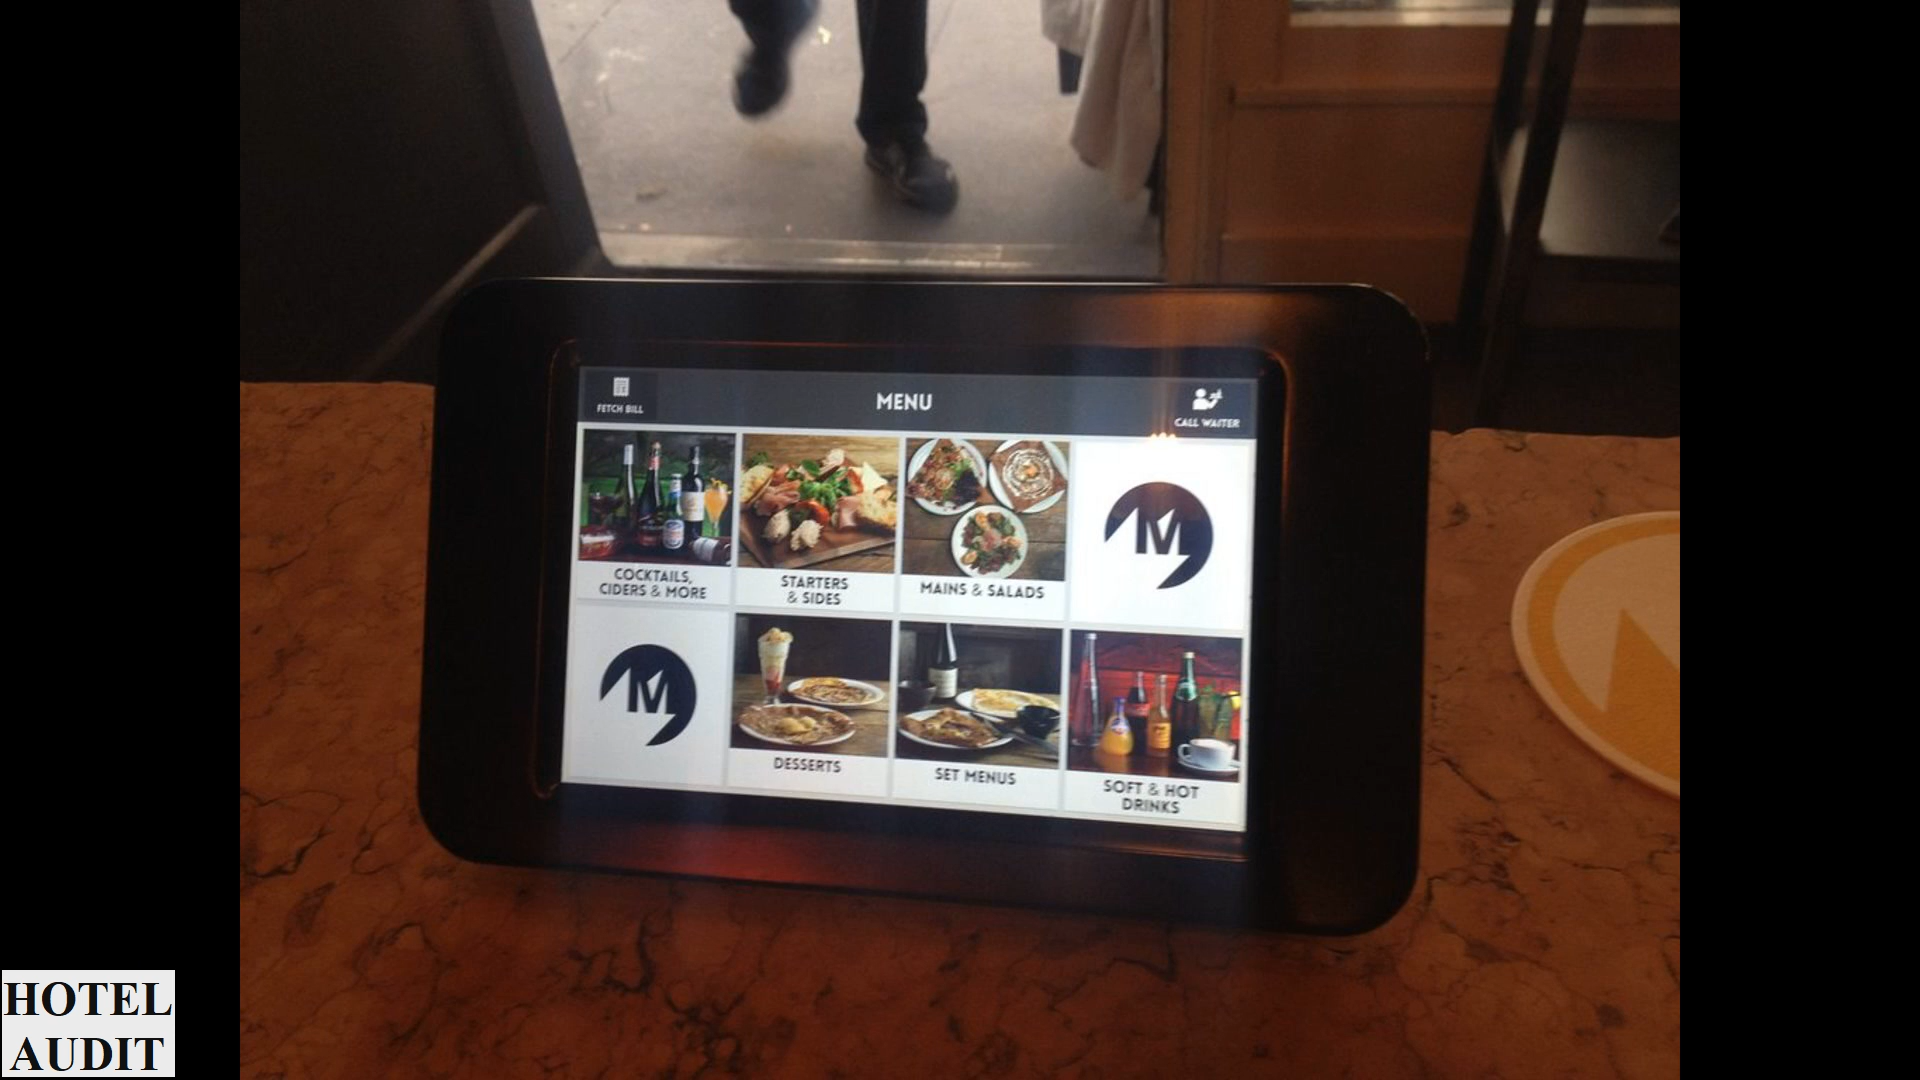 FETCH BILL
MENU
CALL WAITER
COCKTAILS,
CIDERS & MORE
STARTERS
& SIDES
MAINS & SALADS
M
M
DESSERTS
SET MENUS
SOFT & HOT
DRINKS
HOTEL
AUDIT